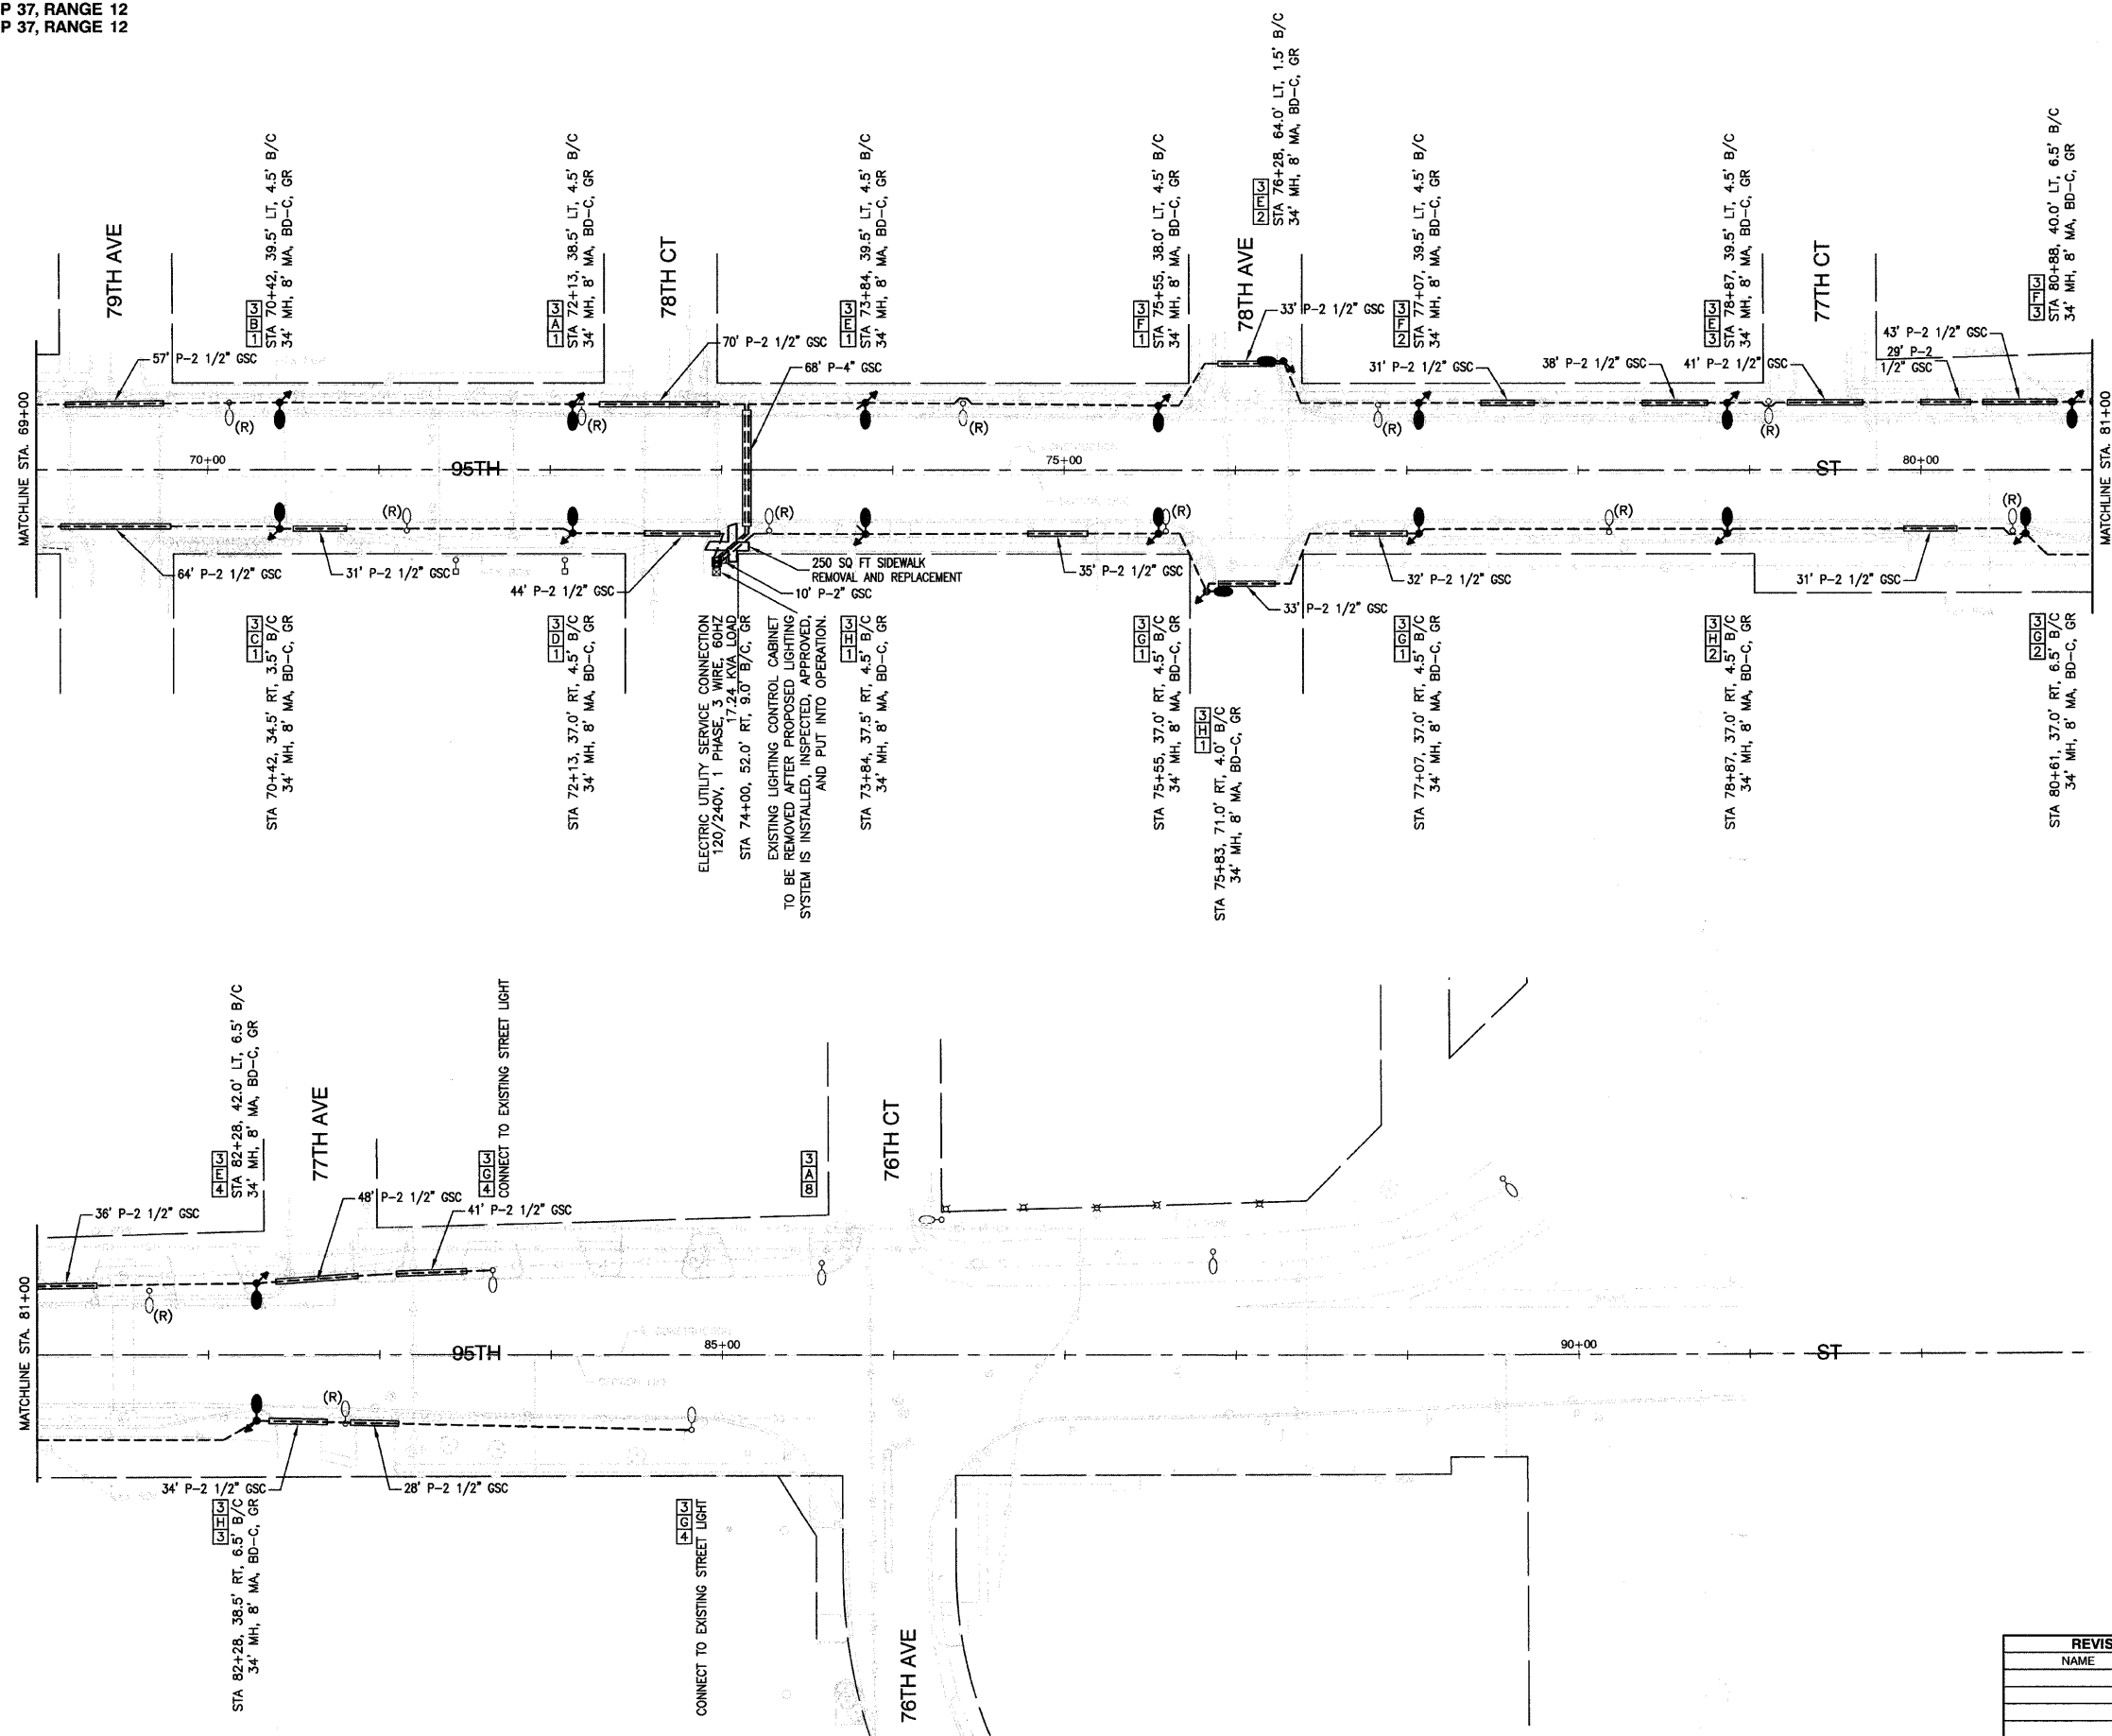 P 37, RANGE 12
P 37, RANGE 12
79TH AVE
3
B
1
STA 70+42, 39.5' LT, 4.5' B/C
34' MH, 8' MA, BD-C, GR
3
A
1
STA 72+13, 38.5' LT, 4.5' B/C
34' MH, 8' MA, BD-C, GR
78TH CT
3
E
1
STA 73+84, 39.5' LT, 4.5' B/C
34' MH, 8' MA, BD-C, GR
3
F
1
STA 75+55, 38.0' LT, 4.5' B/C
34' MH, 8' MA, BD-C, GR
78TH AVE
3
E
2
STA 76+28, 64.0' LT, 1.5' B/C
34' MH, 8' MA, BD-C, GR
3
F
2
STA 77+07, 39.5' LT, 4.5' B/C
34' MH, 8' MA, BD-C, GR
3
E
3
STA 78+87, 39.5' LT, 4.5' B/C
34' MH, 8' MA, BD-C, GR
77TH CT
3
F
3
STA 80+88, 40.0' LT, 6.5' B/C
34' MH, 8' MA, BD-C, GR
57' P-2 1/2" GSC
70' P-2 1/2" GSC
68' P-4" GSC
33' P-2 1/2" GSC
31' P-2 1/2" GSC
38' P-2 1/2" GSC
41' P-2 1/2" GSC
43' P-2 1/2" GSC
29' P-2
1/2" GSC
(R)
(R)
(R)
(R)
(R)
MATCHLINE STA. 69+00
70+00
95TH
75+00
ST
80+00
MATCHLINE STA. 81+00
(R)
(R)
(R)
(R)
(R)
64' P-2 1/2" GSC
31' P-2 1/2" GSC
44' P-2 1/2" GSC
250 SQ FT SIDEWALK
REMOVAL AND REPLACEMENT
10' P-2" GSC
35' P-2 1/2" GSC
33' P-2 1/2" GSC
32' P-2 1/2" GSC
31' P-2 1/2" GSC
3
C
1
STA 70+42, 34.5' RT, 3.5' B/C
34' MH, 8' MA, BD-C, GR
3
D
1
STA 72+13, 37.0' RT, 4.5' B/C
34' MH, 8' MA, BD-C, GR
ELECTRIC UTILITY SERVICE CONNECTION
120/240V, 1 PHASE, 3 WIRE, 60HZ
17.24 KVA LOAD
STA 74+00, 52.0' RT, 9.0' B/C, GR
EXISTING LIGHTING CONTROL CABINET
TO BE REMOVED AFTER PROPOSED LIGHTING
SYSTEM IS INSTALLED, INSPECTED, APPROVED,
AND PUT INTO OPERATION.
3
H
1
STA 73+84, 37.5' RT, 4.5' B/C
34' MH, 8' MA, BD-C, GR
3
G
1
STA 75+55, 37.0' RT, 4.5' B/C
34' MH, 8' MA, BD-C, GR
3
H
1
STA 75+83, 71.0' RT, 4.0' B/C
34' MH, 8' MA, BD-C, GR
3
G
1
STA 77+07, 37.0' RT, 4.5' B/C
34' MH, 8' MA, BD-C, GR
3
H
2
STA 78+87, 37.0' RT, 4.5' B/C
34' MH, 8' MA, BD-C, GR
3
G
2
STA 80+61, 37.0' RT, 6.5' B/C
34' MH, 8' MA, BD-C, GR
3
E
4
STA 82+28, 42.0' LT, 6.5' B/C
34' MH, 8' MA, BD-C, GR
77TH AVE
3
G
4
CONNECT TO EXISTING STREET LIGHT
3
A
8
76TH CT
36' P-2 1/2" GSC
48' P-2 1/2" GSC
41' P-2 1/2" GSC
(R)
MATCHLINE STA. 81+00
95TH
85+00
90+00
ST
(R)
34' P-2 1/2" GSC
28' P-2 1/2" GSC
3
H
3
STA 82+28, 38.5' RT, 6.5' B/C
34' MH, 8' MA, BD-C, GR
3
G
4
CONNECT TO EXISTING STREET LIGHT
76TH AVE
REVIS
NAME